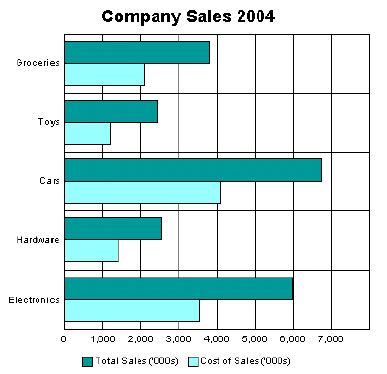 Company Sales 2004
Groceries
Toys
Cars
Hardware
Electronics
0 1,000 2,000 3,000 4,000 5,000 6,000 7,000
Total Sales ('000s) Cost of Sales ('000s)